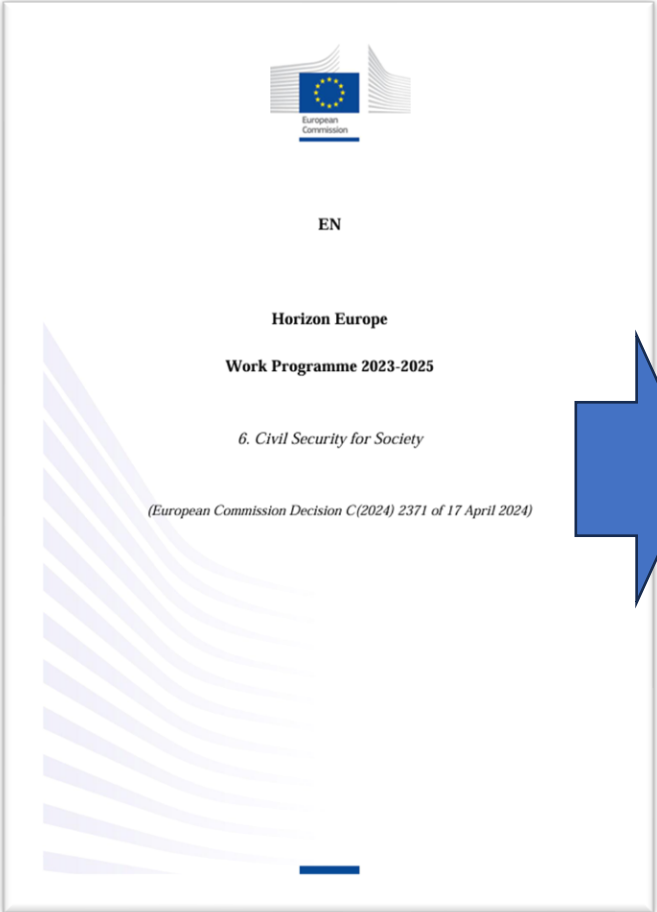 European
Commission
EN
Horizon Europe
Work Programme 2023-2025
6. Civil Security for Society
(European Commission Decision C(2024) 2371 of 17 April 2024)